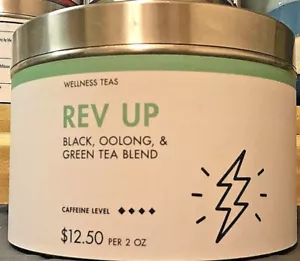 WELLNESS TEAS
REV UP
BLACK, OOLONG, &
GREEN TEA BLEND
CAFFEINE LEVEL ◆ ◆ ◆ ◆
$12.50 PER 2 OZ